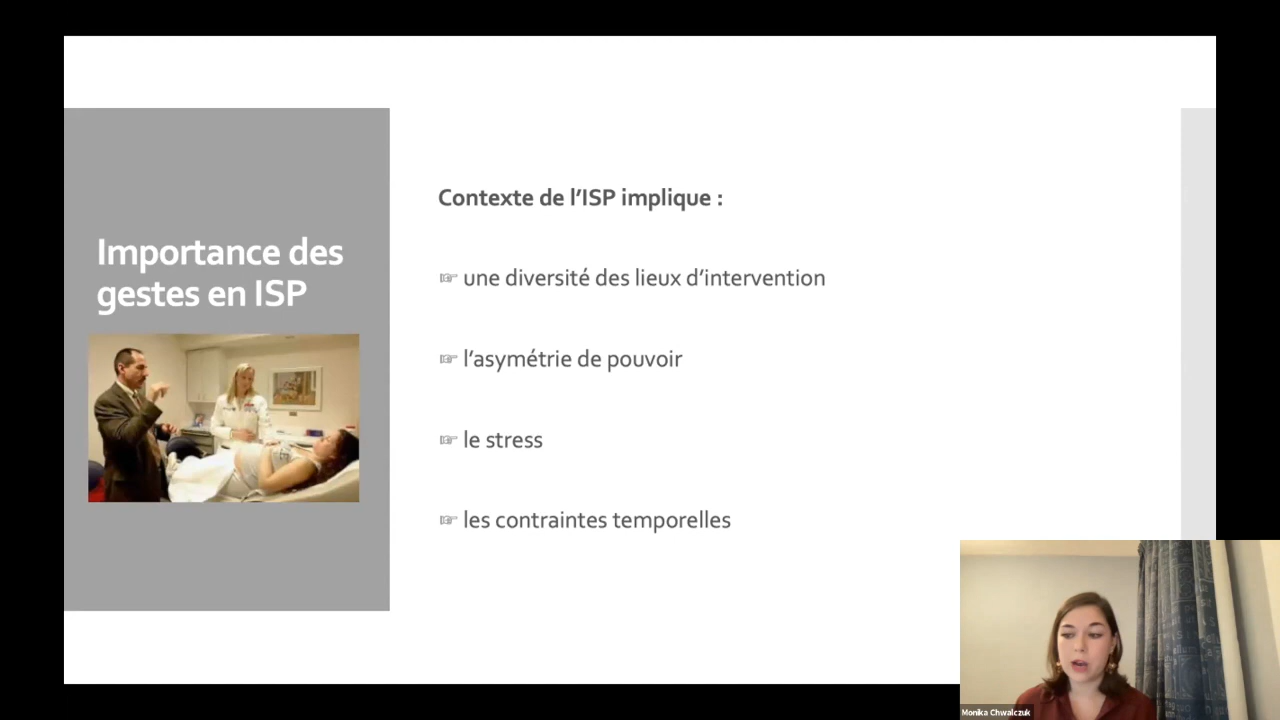 Importance des
gestes en ISP
Contexte de l’ISP implique :
☞ une diversité des lieux d’intervention
☞ l’asymétrie de pouvoir
☞ le stress
☞ les contraintes temporelles
Monika Chwalczuk